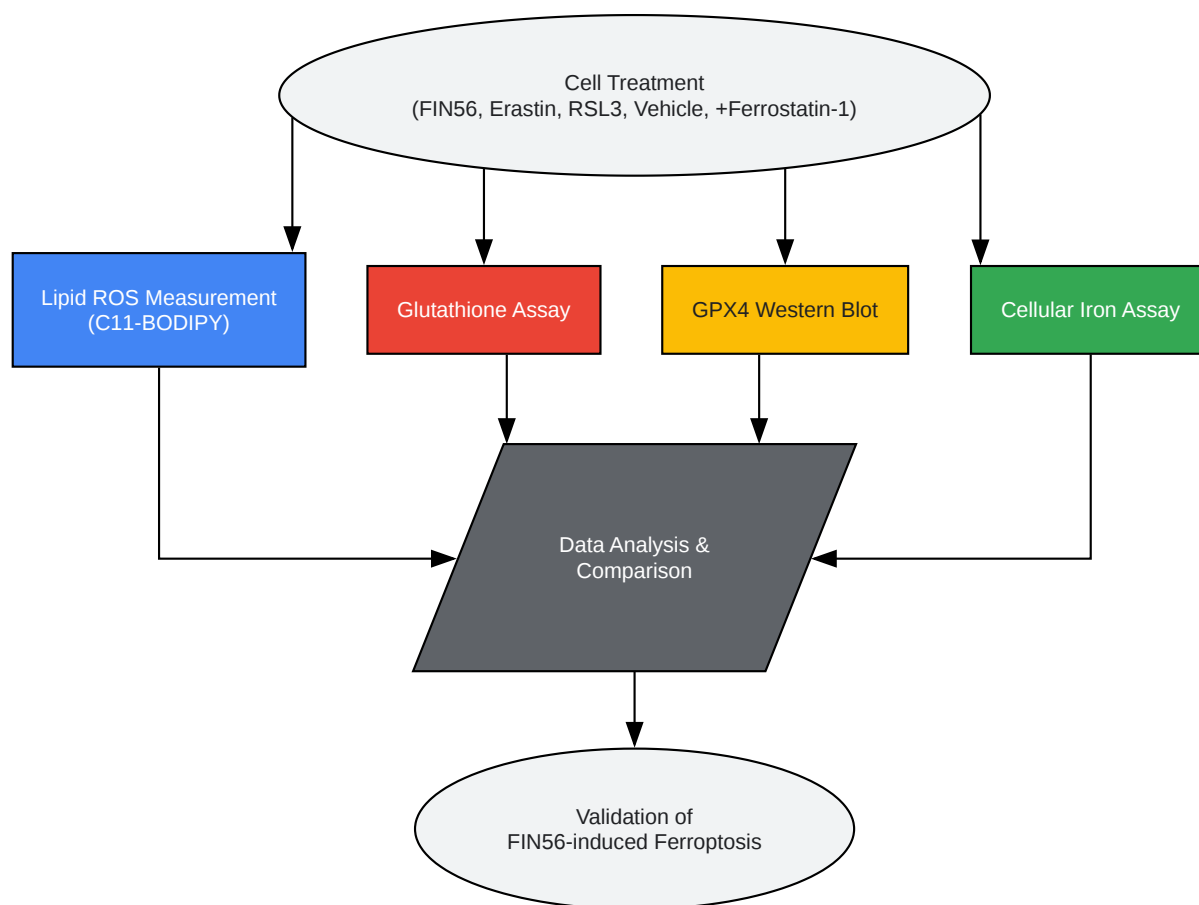 Cell Treatment
(FIN56, Erastin, RSL3, Vehicle, +Ferrostatin-1)
Lipid ROS Measurement
(C11-BODIPY)
Glutathione Assay
GPX4 Western Blot
Cellular Iron Assay
Data Analysis &
Comparison
Validation of
FIN56-induced Ferroptosis